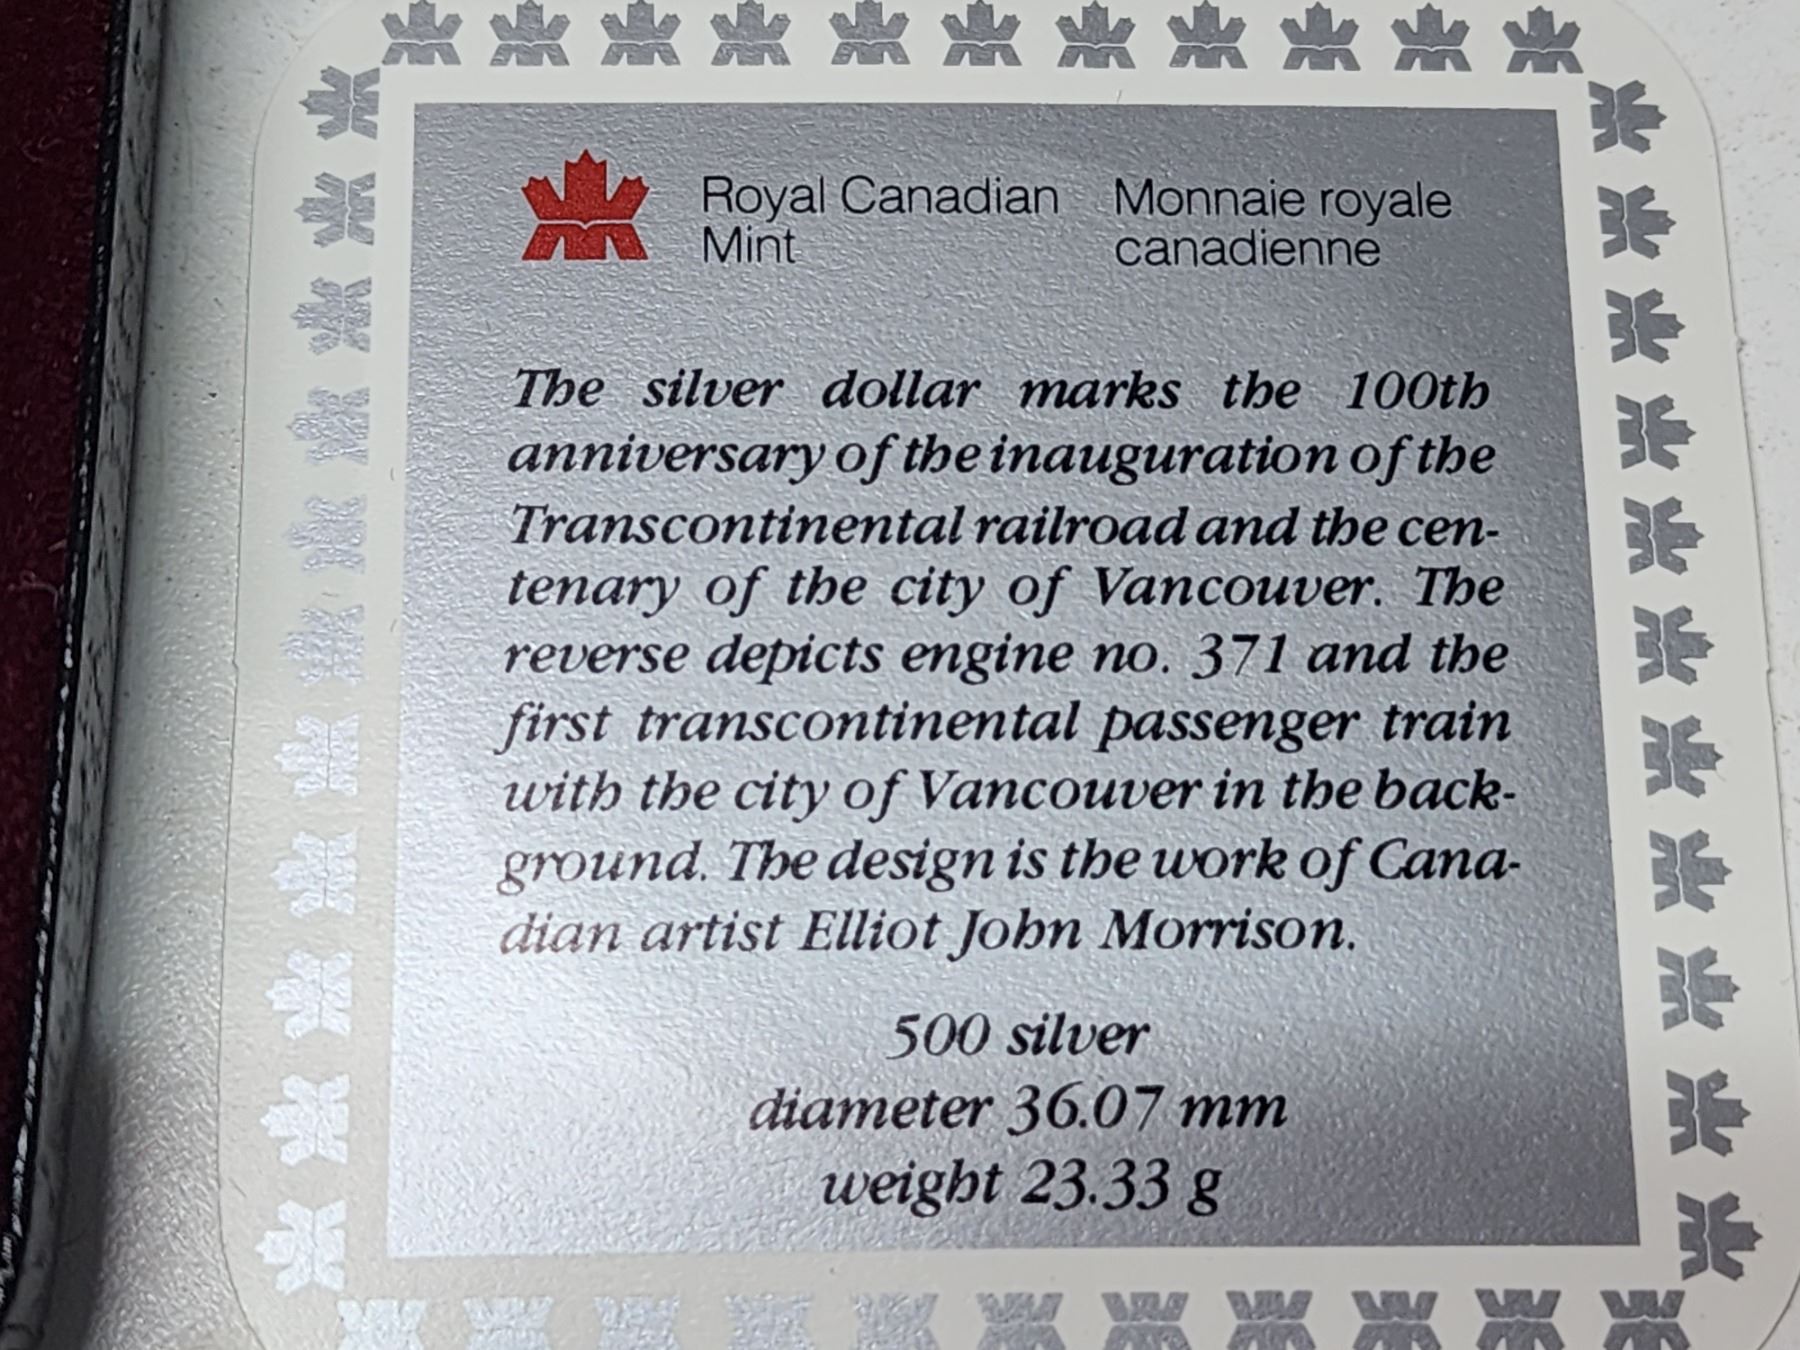 Royal Canadian Mint
Monnaie royale canadienne
The silver dollar marks the 100th
anniversary of the inauguration of the
Transcontinental railroad and the cen-
tenary of the city of Vancouver. The
reverse depicts engine no. 371 and the
first transcontinental passenger train
with the city of Vancouver in the back-
ground. The design is the work of Cana-
dian artist Elliot John Morrison.
500 silver
diameter 36.07 mm
weight 23.33 g